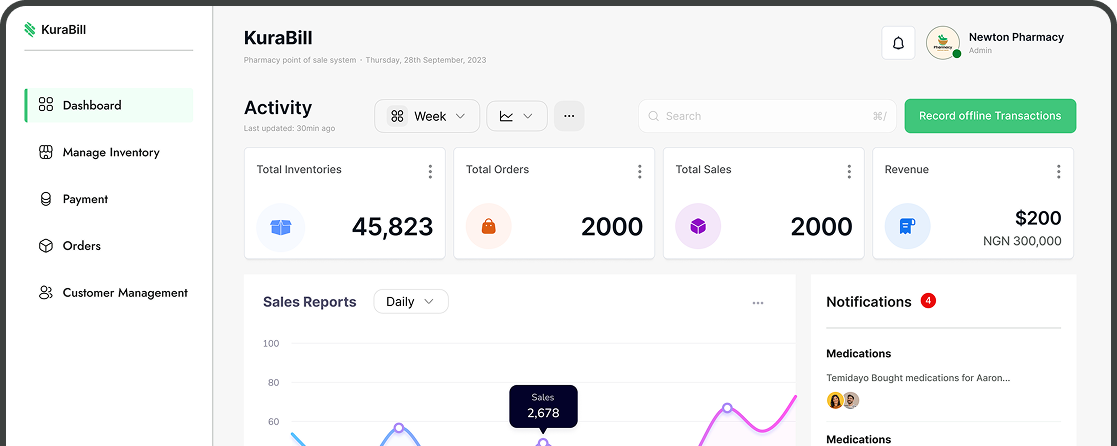 KuraBill
Dashboard
Manage Inventory
Payment
Orders
Customer Management
KuraBill
Pharmacy point of sale system · Thursday, 28th September, 2023
Newton Pharmacy
Admin
Pharmacy
Activity
Last updated: 30min ago
Week
Search
⌘/
Record offline Transactions
Total Inventories
45,823
Total Orders
2000
Total Sales
2000
Revenue
$200
NGN 300,000
Sales Reports
Daily
100
80
60
Sales
2,678
Notifications
4
Medications
Temidayo Bought medications for Aaron...
Medications